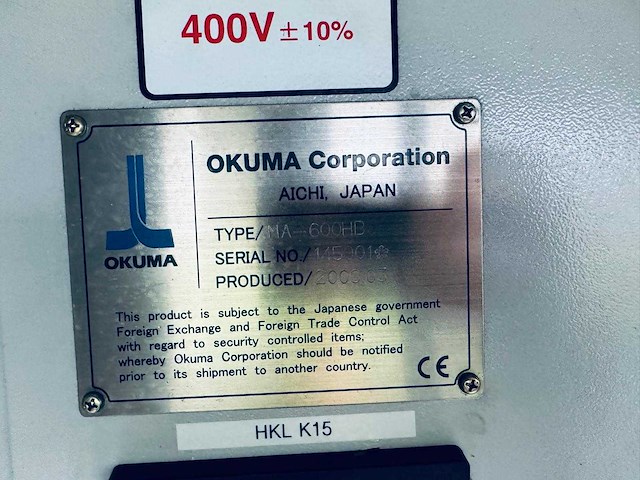 400V ±10%
OKUMA Corporation
AICHI, JAPAN
OKUMA
TYPE/MA-600HB
SERIAL NO./
PRODUCED/
This product is subject to the Japanese government
Foreign Exchange and Foreign Trade Control Act
with regard to security controlled items;
whereby Okuma Corporation should be notified
prior to its shipment to another country.
CE
HKL K15